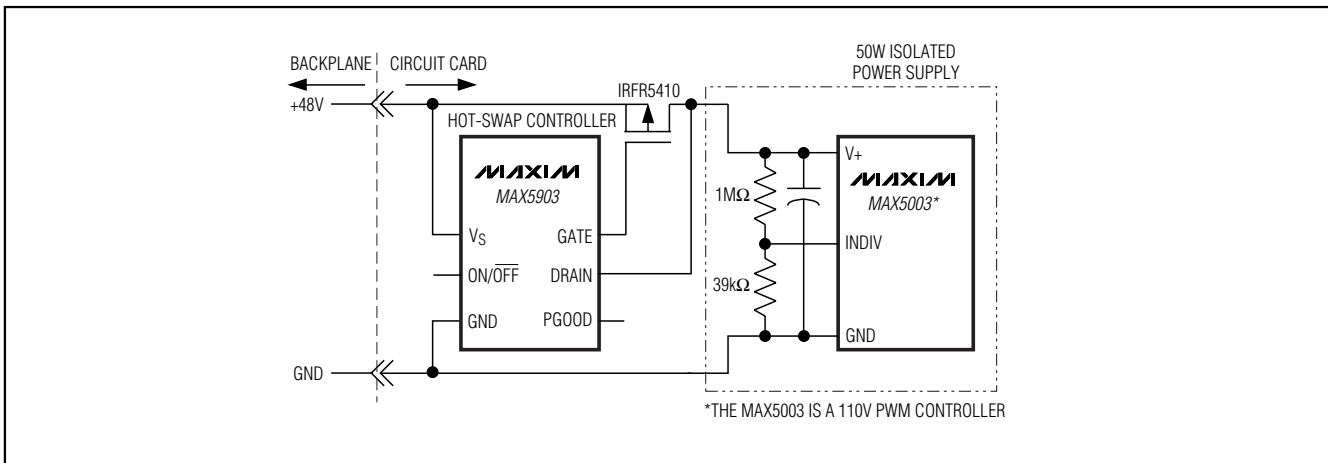 50W ISOLATED
POWER SUPPLY
BACKPLANE
CIRCUIT CARD
+48V
IRFR5410
HOT-SWAP CONTROLLER
MAXIM
MAX5903
VS
GATE
ON/OFF
DRAIN
GND
PGOOD
GND
1MΩ
39kΩ
V+
MAXIM
MAX5003*
INDIV
GND
*THE MAX5003 IS A 110V PWM CONTROLLER